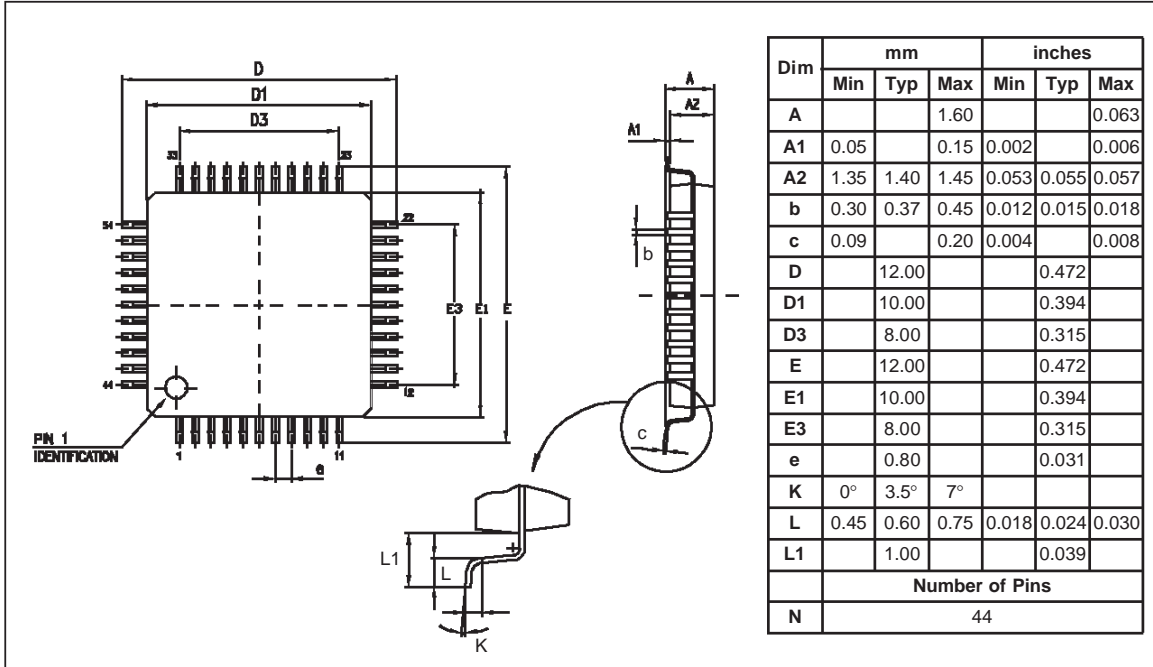 D
D1
D3
33
23
34
22
44
12
1
11
E3
E1
E
PIN 1
IDENTIFICATION
e
A
A2
A1
b
c
L1
L
K
Dim mm inches
Min Typ Max Min Typ Max
A 1.60 0.063
A1 0.05 0.15 0.002 0.006
A2 1.35 1.40 1.45 0.053 0.055 0.057
b 0.30 0.37 0.45 0.012 0.015 0.018
c 0.09 0.20 0.004 0.008
D 12.00 0.472
D1 10.00 0.394
D3 8.00 0.315
E 12.00 0.472
E1 10.00 0.394
E3 8.00 0.315
e 0.80 0.031
K 0° 3.5° 7°
L 0.45 0.60 0.75 0.018 0.024 0.030
L1 1.00 0.039
Number of Pins
N 44